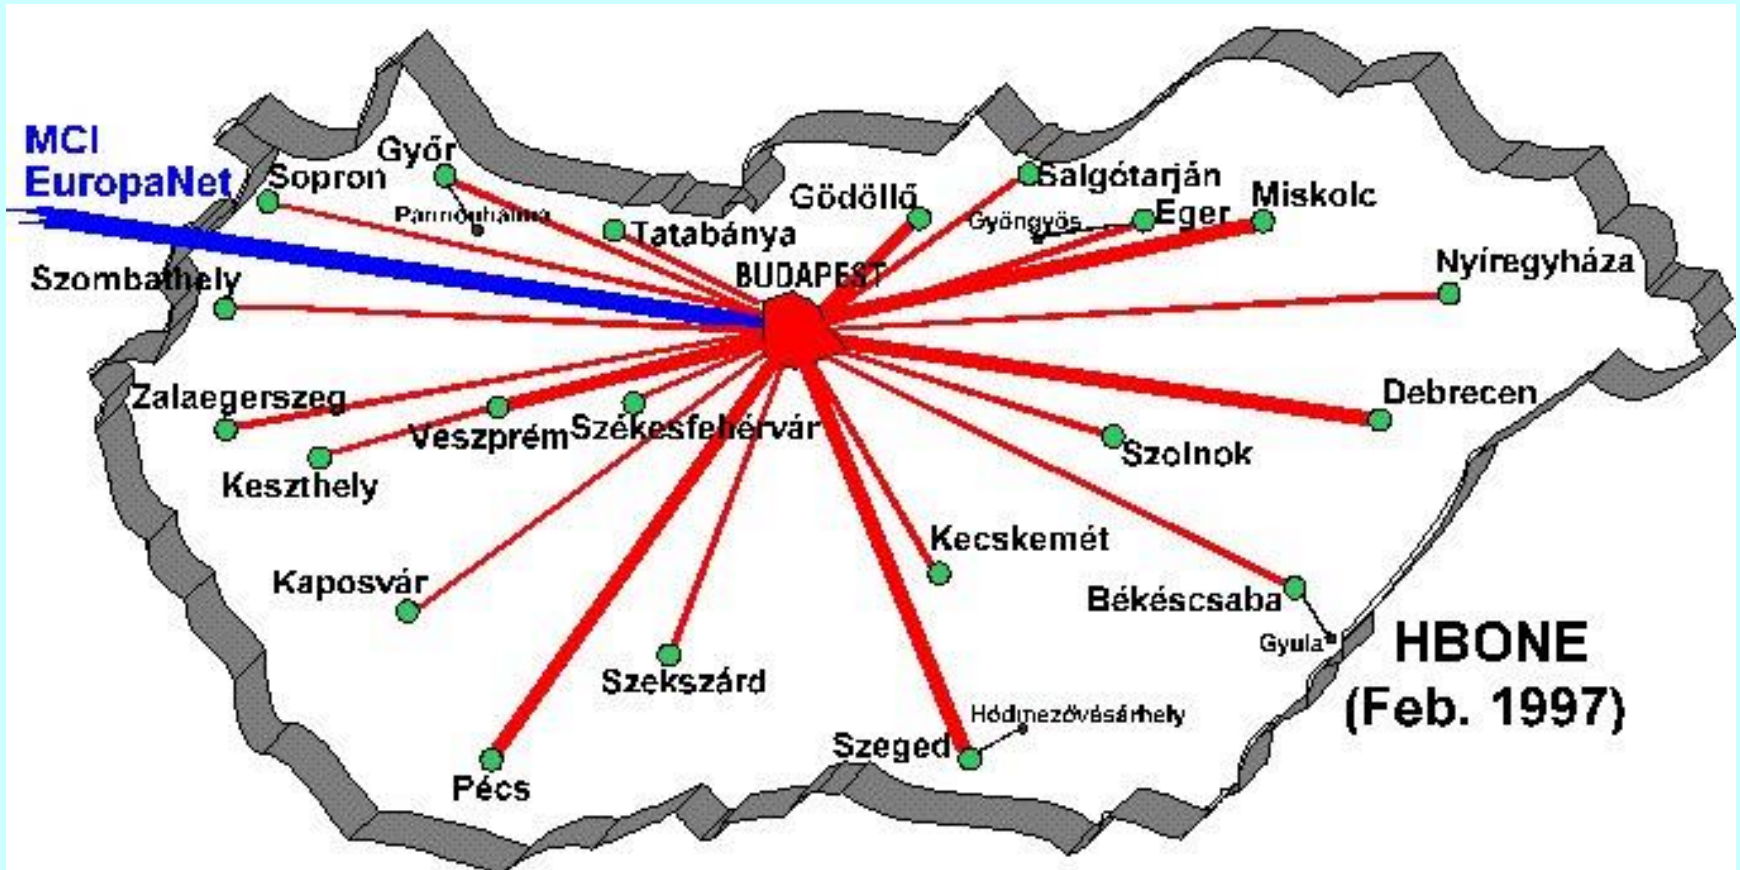 MCI
EuropaNet
Győr
Sopron
Pannonhalma
Tatabánya
Gödöllő
Salgótarján
Gyöngyös
Eger
Miskolc
BUDAPEST
Nyíregyháza
Szombathely
Zalaegerszeg
Veszprém
Székesfehérvár
Debrecen
Szolnok
Keszthely
Kecskemét
Kaposvár
Békéscsaba
Gyula
HBONE
(Feb. 1997)
Szekszárd
Hódmezővásárhely
Szeged
Pécs